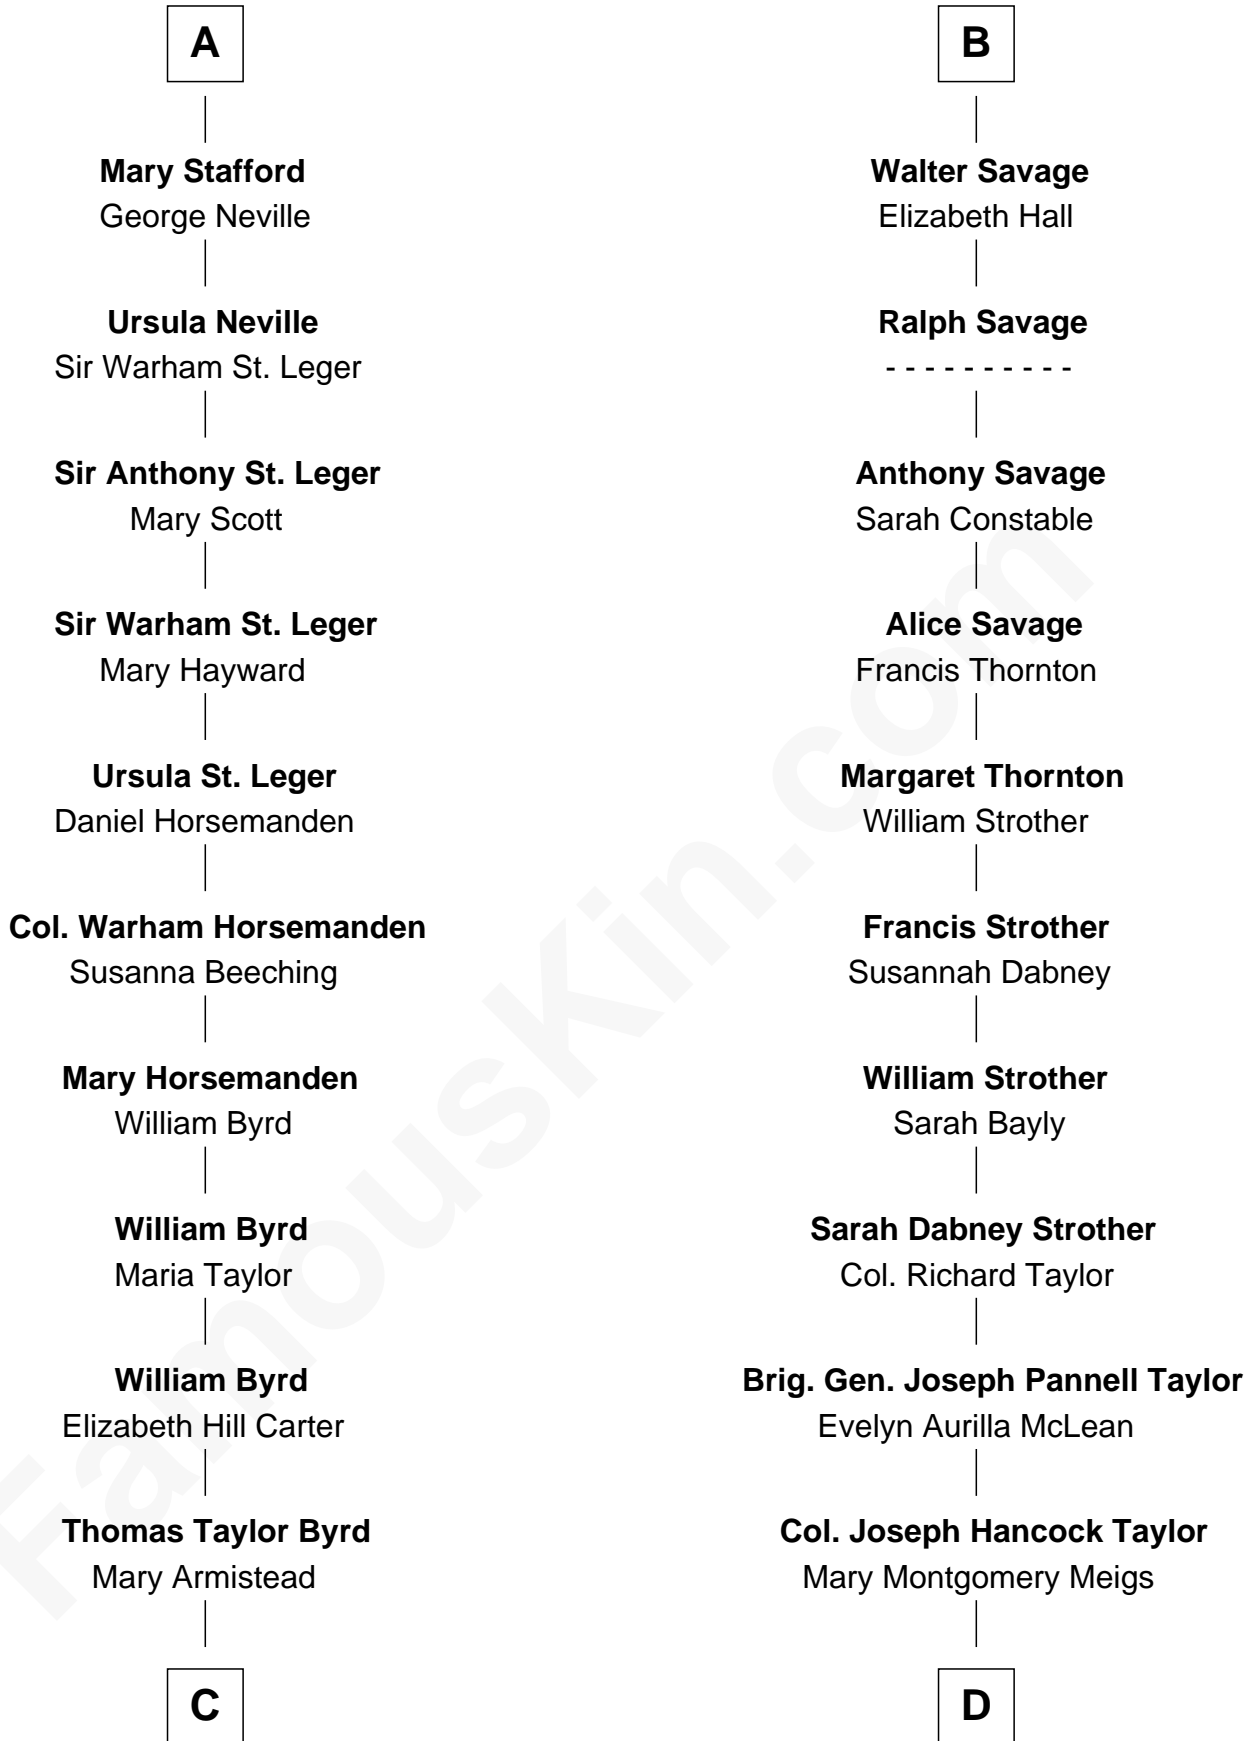 A
Mary Stafford
George Neville
Ursula Neville
Sir Warham St. Leger
Sir Anthony St. Leger
Mary Scott
Sir Warham St. Leger
Mary Hayward
Ursula St. Leger
Daniel Horsemanden
Col. Warham Horsemanden
Susanna Beeching
Mary Horsemanden
William Byrd
William Byrd
Maria Taylor
William Byrd
Elizabeth Hill Carter
Thomas Taylor Byrd
Mary Armistead
C
B
Walter Savage
Elizabeth Hall
Ralph Savage
- - - - - - - - - -
Anthony Savage
Sarah Constable
Alice Savage
Francis Thornton
Margaret Thornton
William Strother
Francis Strother
Susannah Dabney
William Strother
Sarah Bayly
Sarah Dabney Strother
Col. Richard Taylor
Brig. Gen. Joseph Pannell Taylor
Evelyn Aurilla McLean
Col. Joseph Hancock Taylor
Mary Montgomery Meigs
D
FamousKin.com